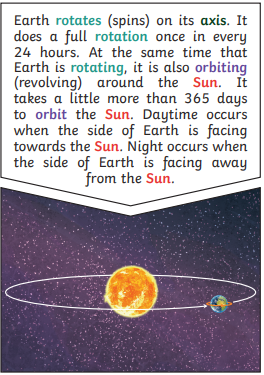 Earth rotates (spins) on its axis. It
does a full rotation once in every
24 hours. At the same time that
Earth is rotating, it is also orbiting
(revolving) around the Sun. It
takes a little more than 365 days
to orbit the Sun. Daytime occurs
when the side of Earth is facing
towards the Sun. Night occurs when
the side of Earth is facing away
from the Sun.